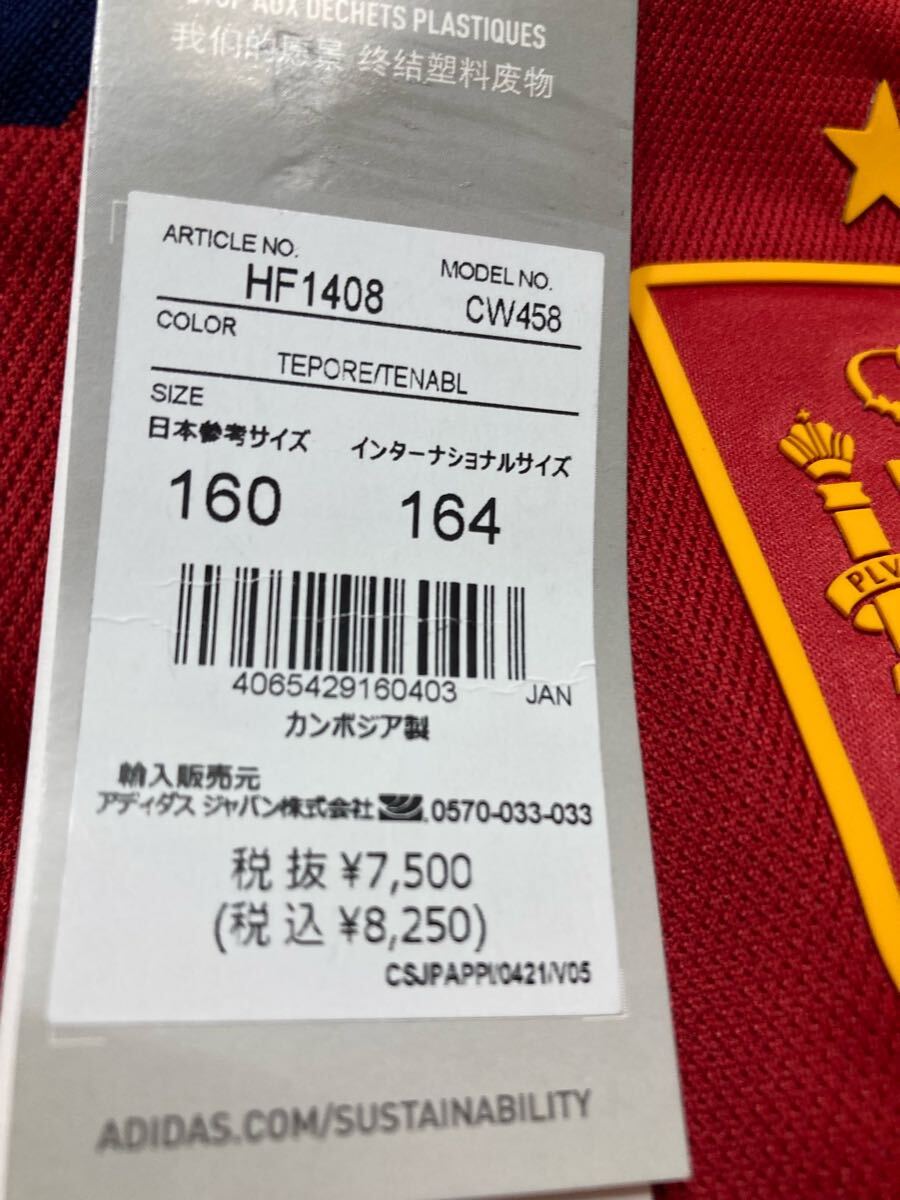 AUX DÉCHETS PLASTIQUES
我们的愿景 终结塑料废物
ARTICLE NO.
HF1408
MODEL NO.
CW458
COLOR
TEPORE/TENABL
SIZE
日本参考サイズ インターナショナルサイズ
160 164
4065429160403 JAN
カンボジア製
輸入販売元
アディダス ジャパン株式会社 0570-033-033
税抜 ¥7,500
(税込 ¥8,250)
CSJPAPPI/0421/V05
ADIDAS.COM/SUSTAINABILITY
PLV